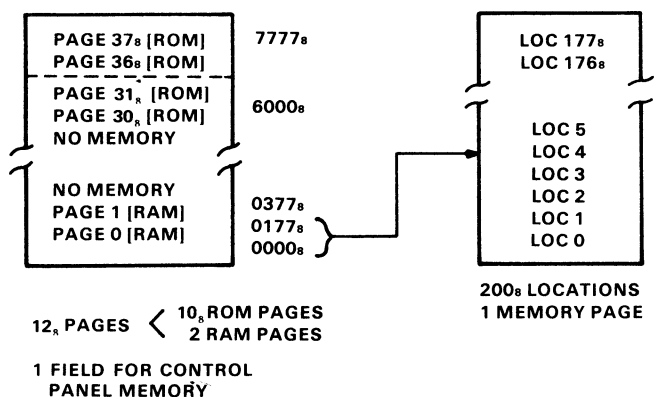 PAGE 37₈ [ROM] 7777₈
PAGE 36₈ [ROM]
PAGE 31₈ [ROM]
PAGE 30₈ [ROM] 6000₈
NO MEMORY
NO MEMORY
PAGE 1 [RAM] 0377₈
PAGE 0 [RAM] 0177₈
0000₈
12₈ PAGES < 10₈ ROM PAGES
2 RAM PAGES
1 FIELD FOR CONTROL
PANEL MEMORY
LOC 177₈
LOC 176₈
LOC 5
LOC 4
LOC 3
LOC 2
LOC 1
LOC 0
200₈ LOCATIONS
1 MEMORY PAGE